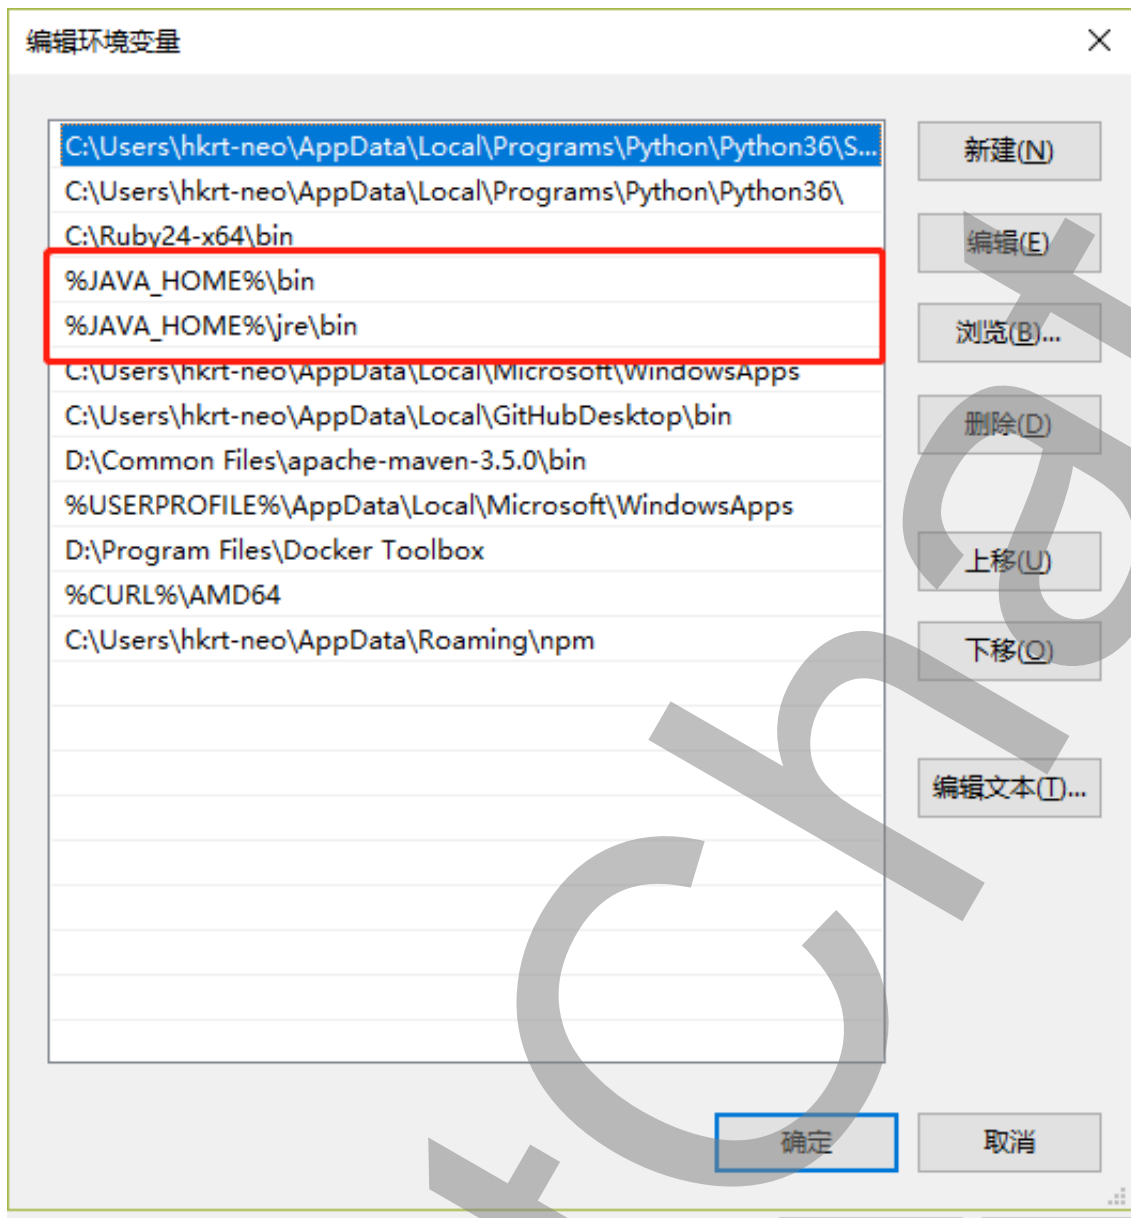 编辑环境变量
C:\Users\hkrt-neo\AppData\Local\Programs\Python\Python36\S...
C:\Users\hkrt-neo\AppData\Local\Programs\Python\Python36\
C:\Ruby24-x64\bin
%JAVA_HOME%\bin
%JAVA_HOME%\jre\bin
C:\Users\hkrt-neo\AppData\Local\Microsoft\WindowsApps
C:\Users\hkrt-neo\AppData\Local\GitHubDesktop\bin
D:\Common Files\apache-maven-3.5.0\bin
%USERPROFILE%\AppData\Local\Microsoft\WindowsApps
D:\Program Files\Docker Toolbox
%CURL%\AMD64
C:\Users\hkrt-neo\AppData\Roaming\npm
新建(N)
编辑(E)
浏览(B)...
删除(D)
上移(U)
下移(O)
编辑文本(T)...
确定
取消
tChat